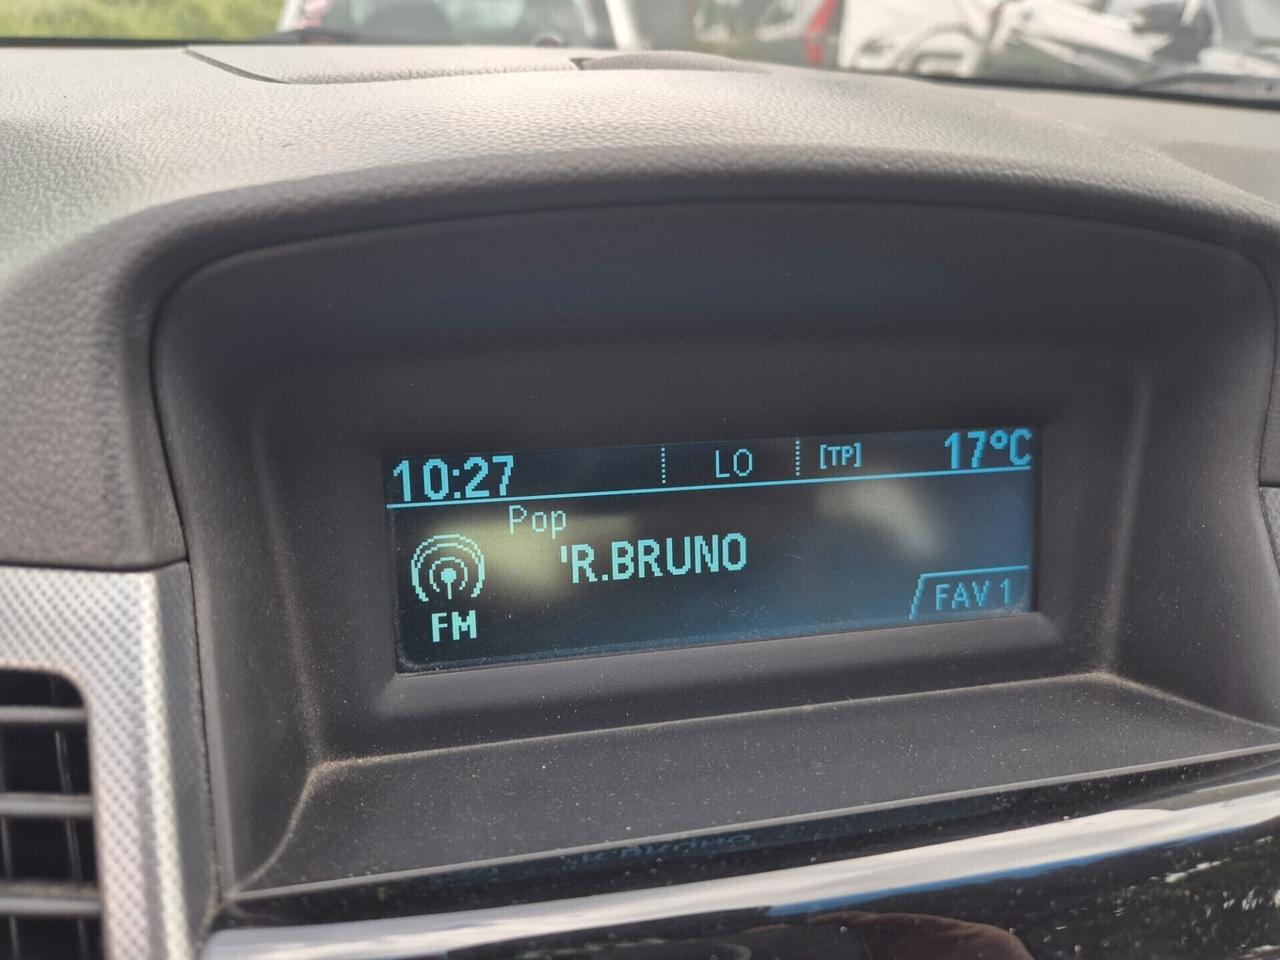 10:27 LO [TP] 17°C
Pop
'R.BRUNO
FM
FAV 1